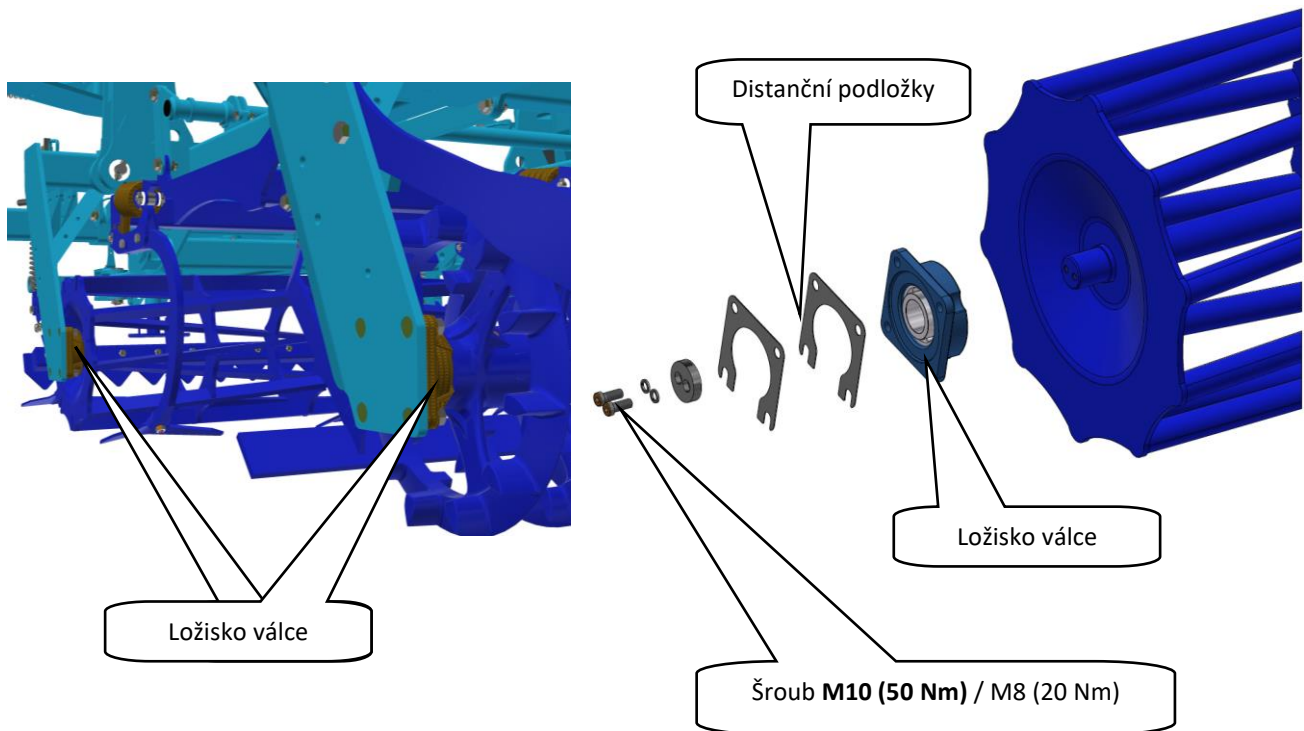 Distanční podložky
Ložisko válce
Ložisko válce
Šroub M10 (50 Nm) / M8 (20 Nm)